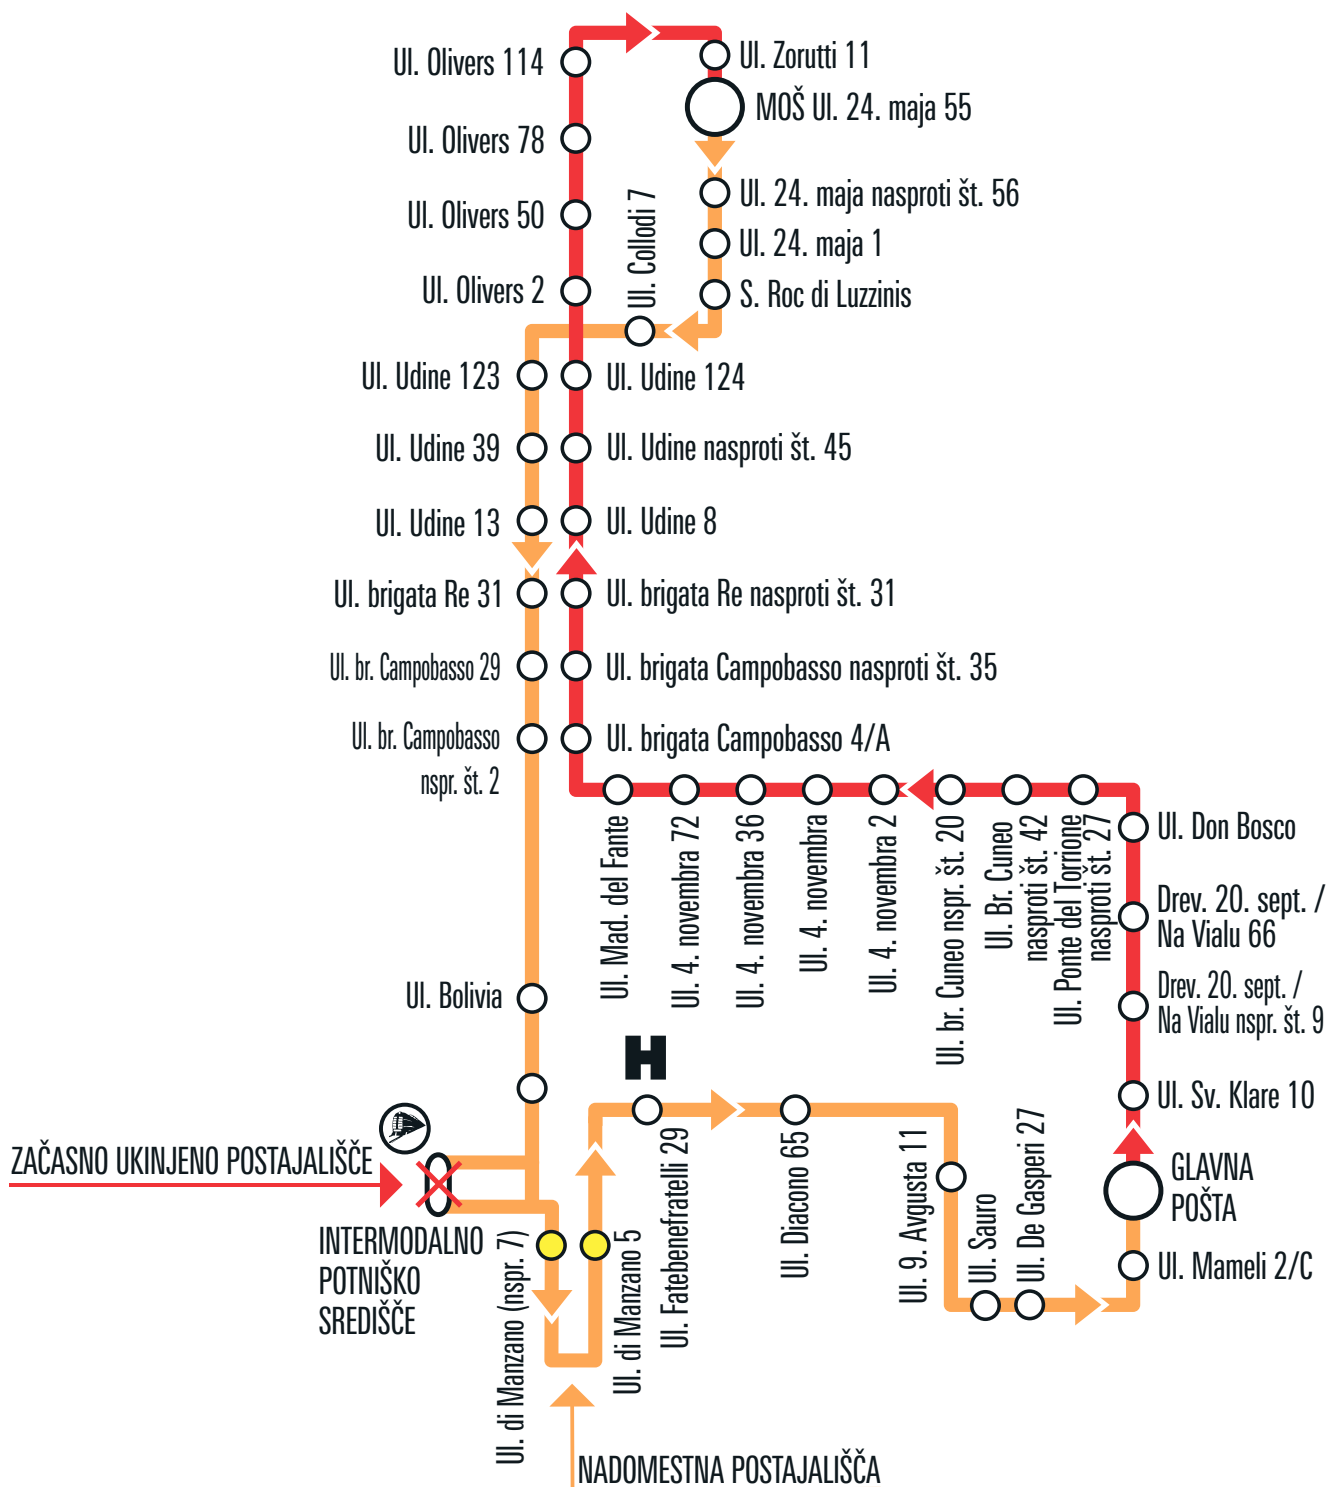 Ul. Olivers 114
Ul. Olivers 78
Ul. Olivers 50
Ul. Olivers 2
Ul. Zorutti 11
MOŠ Ul. 24. maja 55
Ul. 24. maja nasproti št. 56
Ul. 24. maja 1
S. Roc di Luzzinis
Ul. Collodi 7
Ul. Udine 123
Ul. Udine 39
Ul. Udine 13
Ul. brigata Re 31
Ul. br. Campobasso 29
Ul. br. Campobasso
nspr. št. 2
Ul. Udine 124
Ul. Udine nasproti št. 45
Ul. Udine 8
Ul. brigata Re nasproti št. 31
Ul. brigata Campobasso nasproti št. 35
Ul. brigata Campobasso 4/A
Ul. Mad. del Fante
Ul. 4. novembra 72
Ul. 4. novembra 36
Ul. 4. novembra
Ul. 4. novembra 2
Ul. br. Cuneo nspr. št. 20
Ul. Br. Cuneo
nasproti št. 42
Ul. Ponte del Torrione
nasproti št. 27
Ul. Don Bosco
Drev. 20. sept. /
Na Vialu 66
Drev. 20. sept. /
Na Vialu nspr. št. 9
Ul. Sv. Klare 10
GLAVNA
POŠTA
Ul. Mameli 2/C
Ul. Bolivia
H
ZAČASNO UKINJENO POSTAJALIŠČE
INTERMODALNO
POTNIŠKO
SREDIŠČE
Ul. di Manzano (nspr. 7)
Ul. di Manzano 5
Ul. Fatebenefratelli 29
Ul. Diacono 65
Ul. 9. Avgusta 11
Ul. Sauro
Ul. De Gasperi 27
NADOMESTNA POSTAJALIŠČA